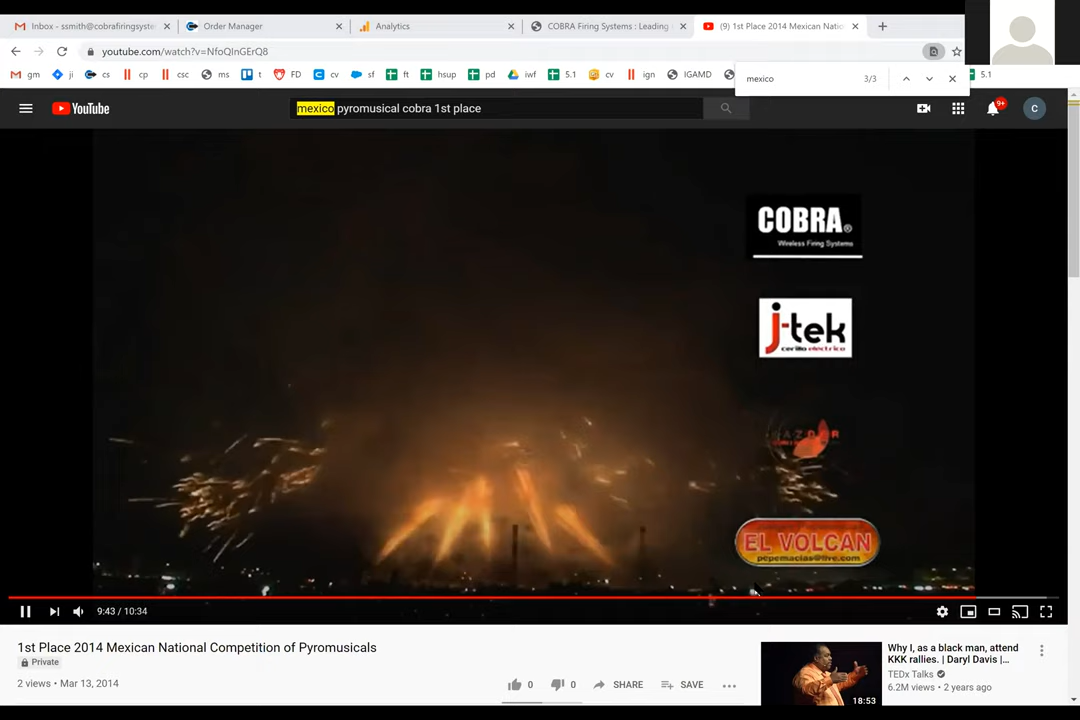 Inbox - ssmith@cobrafiringsyste
Order Manager
Analytics
COBRA Firing Systems : Leading
(9) 1st Place 2014 Mexican Natio
youtube.com/watch?v=NfoQInGErQ8
gm
ji
cs
cp
csc
ms
t
FD
cv
sf
ft
hsup
pd
iwf
5.1
cv
ign
IGAMD
5.1
mexico
3/3
YouTube
mexico pyromusical cobra 1st place
9+
C
COBRA®
Wireless Firing Systems
j-tek
cerillo electrico
EL VOLCAN
pepemacias@live.com
9:43 / 10:34
1st Place 2014 Mexican National Competition of Pyromusicals
Private
2 views • Mar 13, 2014
0
0
SHARE
SAVE
18:53
Why I, as a black man, attend
KKK rallies. | Daryl Davis |...
TEDx Talks
6.2M views • 2 years ago